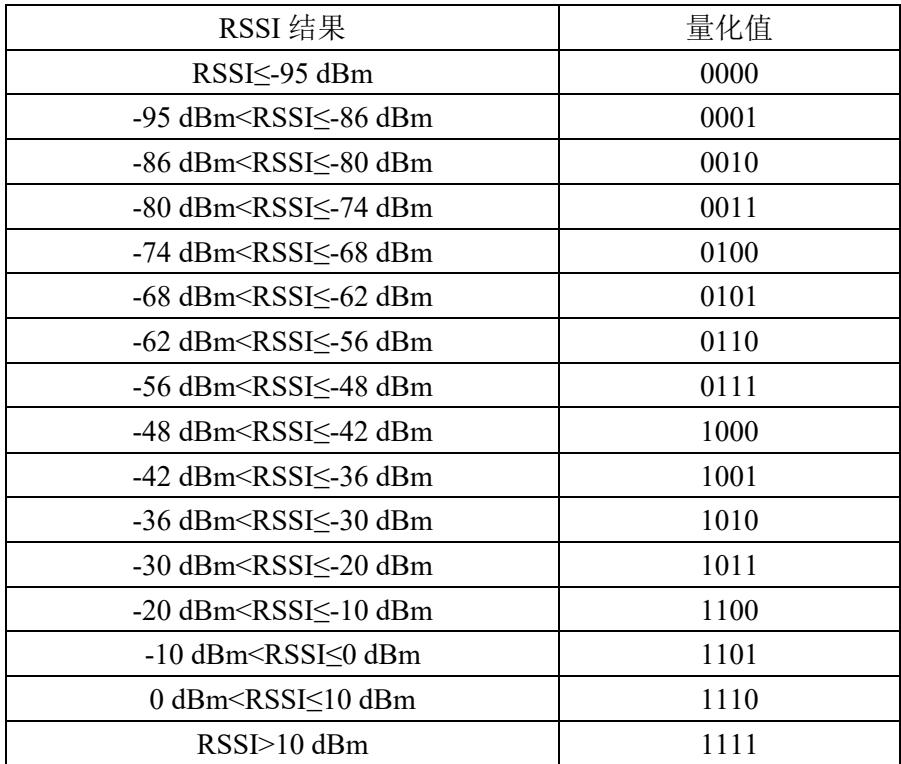 RSSI 结果 量化值
RSSI≤-95 dBm 0000
-95 dBm<RSSI≤-86 dBm 0001
-86 dBm<RSSI≤-80 dBm 0010
-80 dBm<RSSI≤-74 dBm 0011
-74 dBm<RSSI≤-68 dBm 0100
-68 dBm<RSSI≤-62 dBm 0101
-62 dBm<RSSI≤-56 dBm 0110
-56 dBm<RSSI≤-48 dBm 0111
-48 dBm<RSSI≤-42 dBm 1000
-42 dBm<RSSI≤-36 dBm 1001
-36 dBm<RSSI≤-30 dBm 1010
-30 dBm<RSSI≤-20 dBm 1011
-20 dBm<RSSI≤-10 dBm 1100
-10 dBm<RSSI≤0 dBm 1101
0 dBm<RSSI≤10 dBm 1110
RSSI>10 dBm 1111